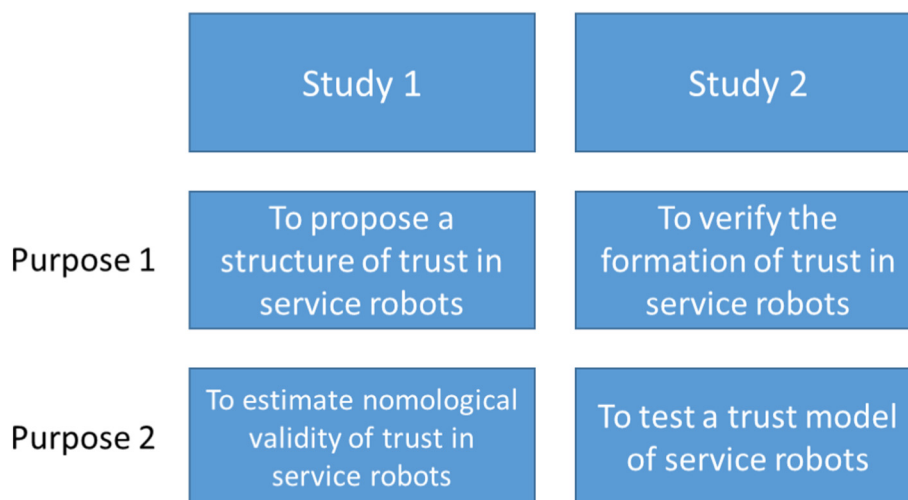 Study 1
Study 2
Purpose 1
To propose a
structure of trust in
service robots
To verify the
formation of trust in
service robots
Purpose 2
To estimate nomological
validity of trust in
service robots
To test a trust model
of service robots